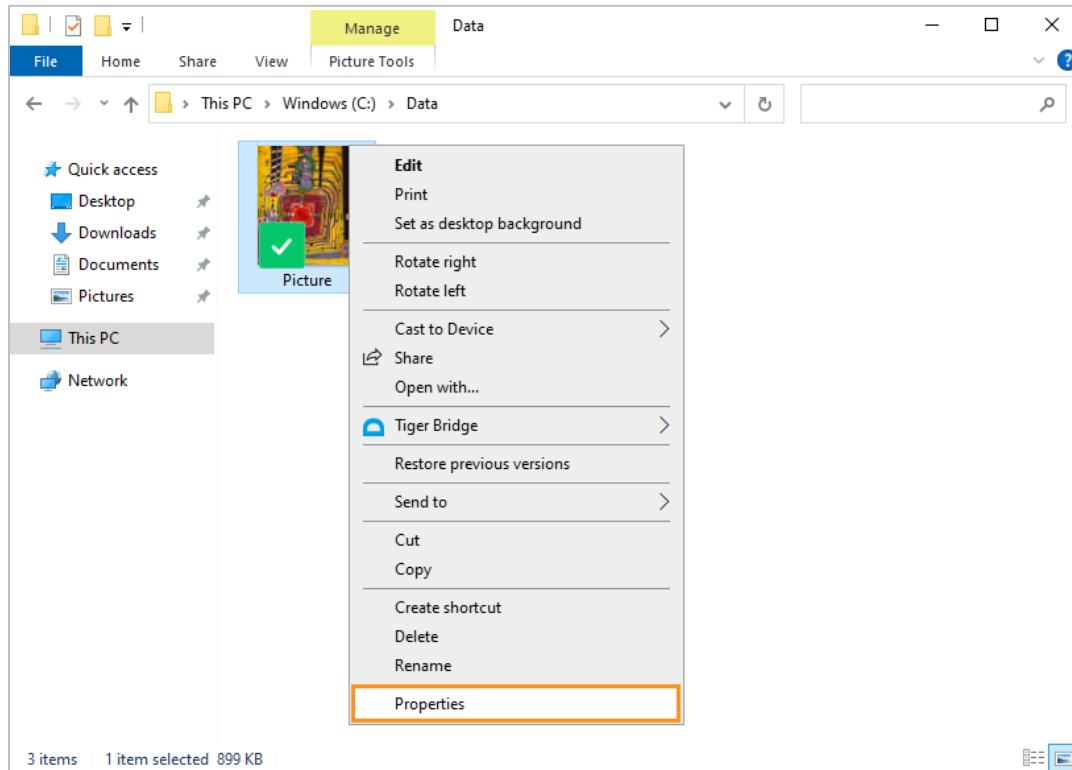 Manage
Data
File
Home
Share
View
Picture Tools
?
This PC > Windows (C:) > Data
Quick access
Desktop
Downloads
Documents
Pictures
This PC
Network
Picture
Edit
Print
Set as desktop background
Rotate right
Rotate left
Cast to Device
Share
Open with...
Tiger Bridge
Restore previous versions
Send to
Cut
Copy
Create shortcut
Delete
Rename
Properties
3 items 1 item selected 899 KB